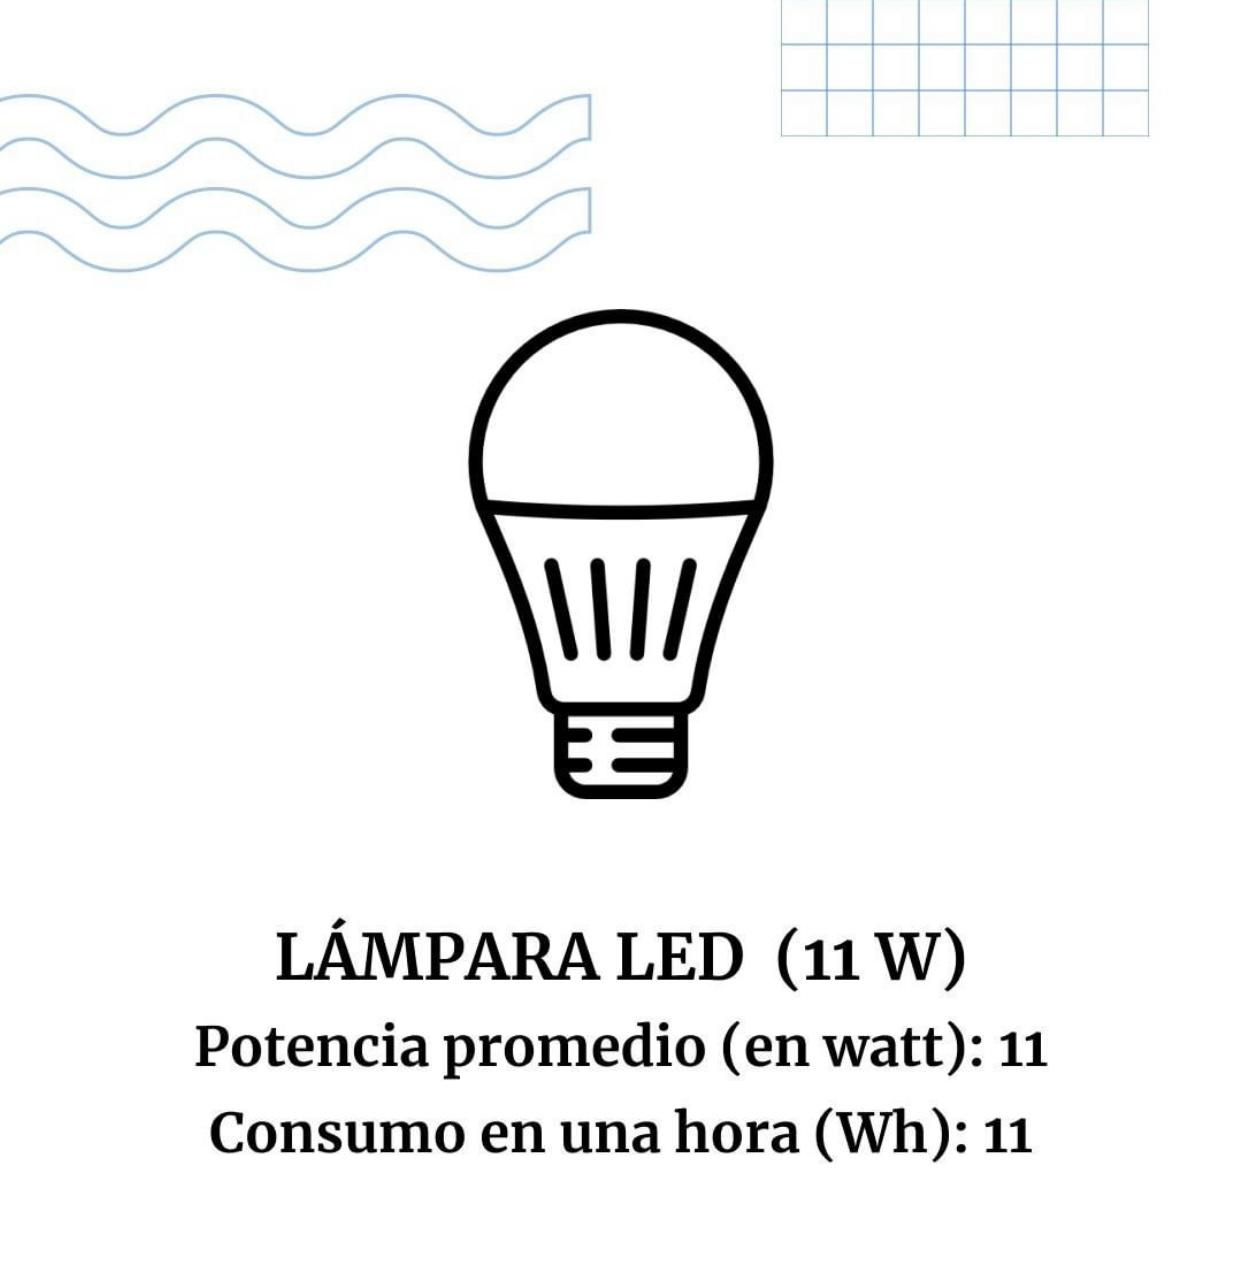 LÁMPARA LED (11 W)
Potencia promedio (en watt): 11
Consumo en una hora (Wh): 11